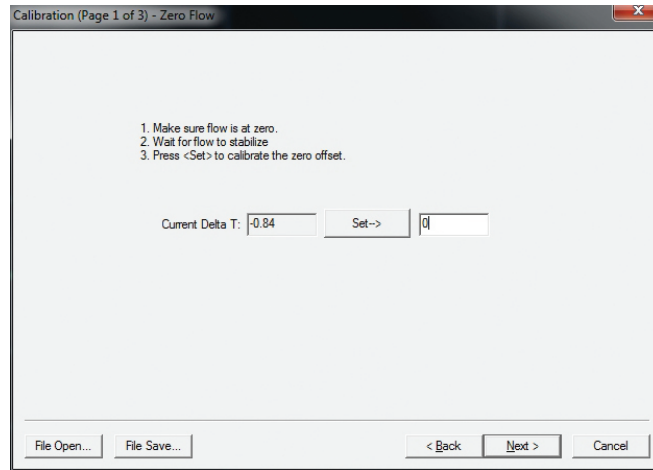 Calibration (Page 1 of 3) - Zero Flow
1. Make sure flow is at zero.
2. Wait for flow to stabilize
3. Press <Set> to calibrate the zero offset.
Current Delta T: -0.84 Set--> 0
File Open... File Save... < Back Next > Cancel